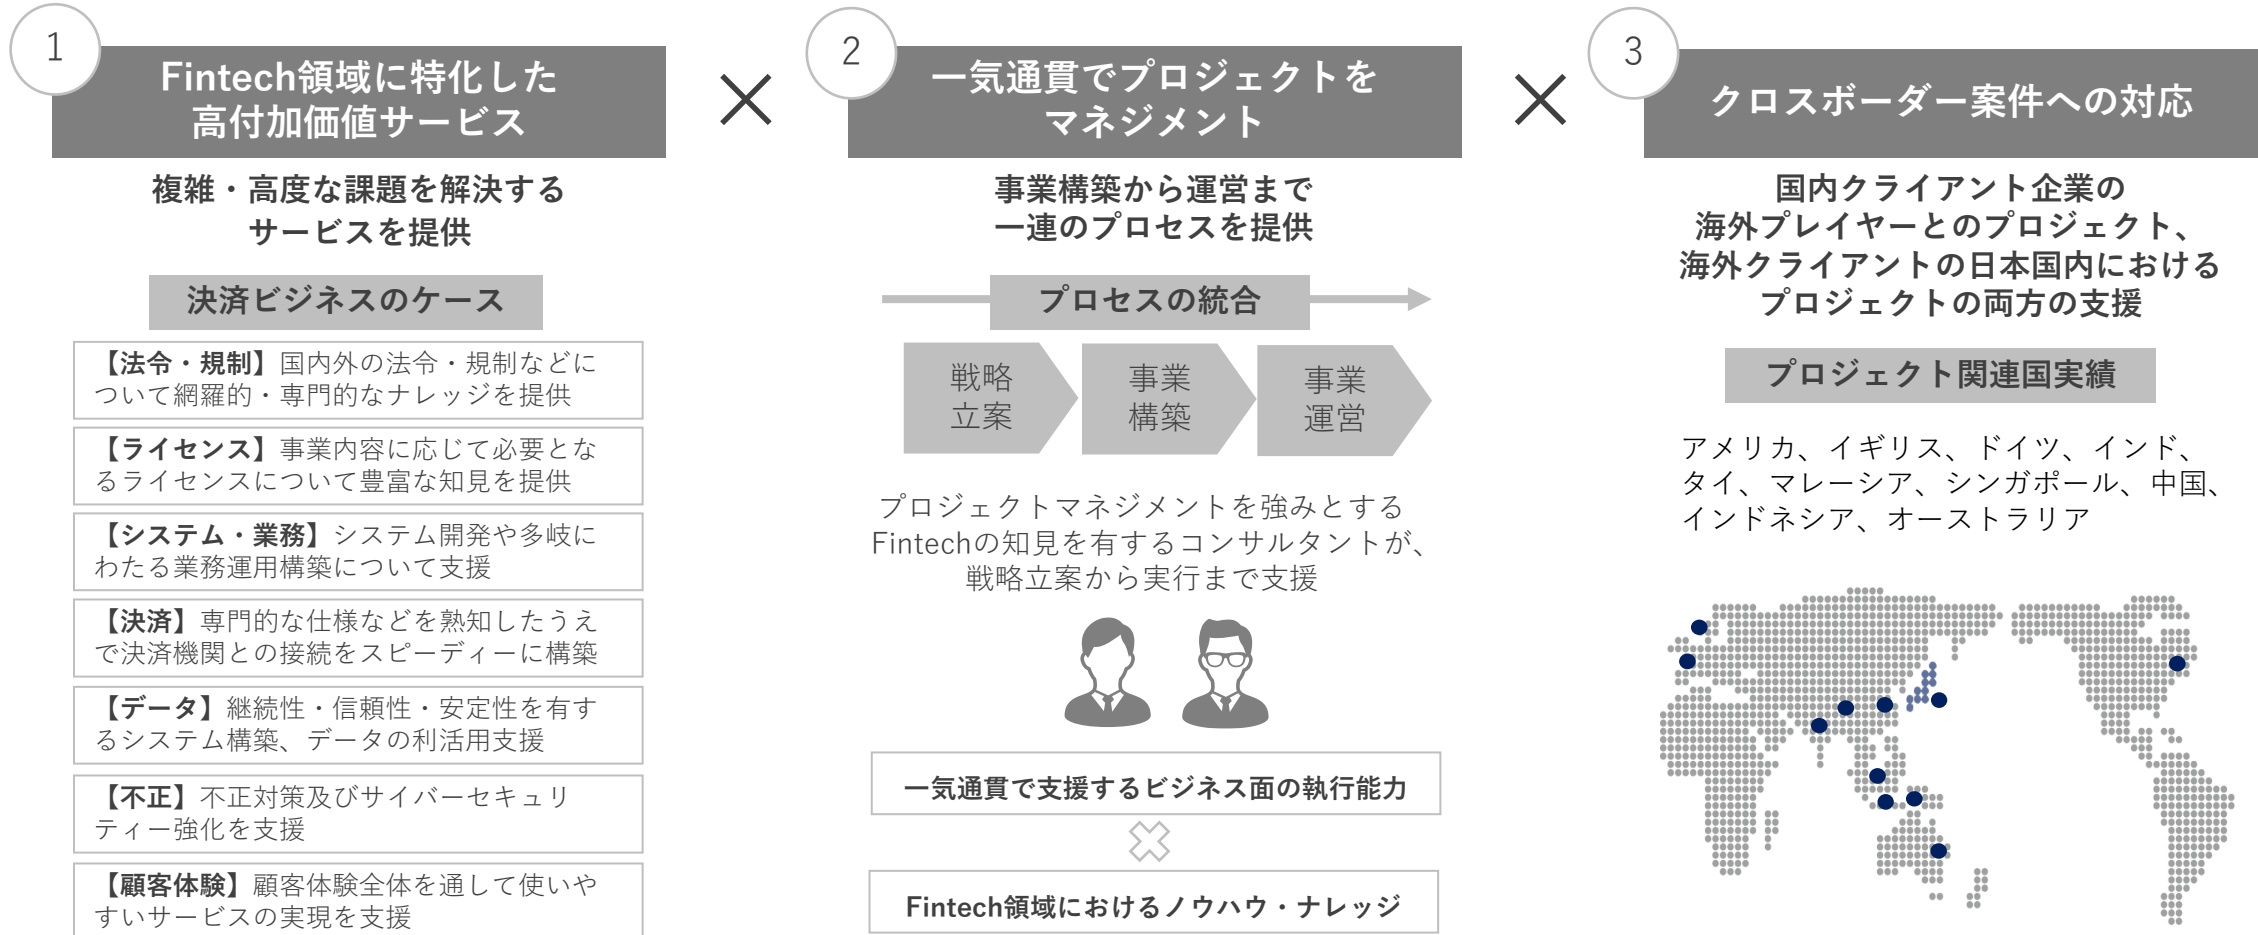 1
Fintech領域に特化した
高付加価値サービス
複雑・高度な課題を解決する
サービスを提供
決済ビジネスのケース
【法令・規制】国内外の法令・規制などに
ついて網羅的・専門的なナレッジを提供
【ライセンス】事業内容に応じて必要とな
るライセンスについて豊富な知見を提供
【システム・業務】システム開発や多岐に
わたる業務運用構築について支援
【決済】専門的な仕様などを熟知したうえ
で決済機関との接続をスピーディーに構築
【データ】継続性・信頼性・安定性を有す
るシステム構築、データの利活用支援
【不正】不正対策及びサイバーセキュリ
ティー強化を支援
【顧客体験】顧客体験全体を通して使いや
すいサービスの実現を支援
2
一気通貫でプロジェクトを
マネジメント
事業構築から運営まで
一連のプロセスを提供
プロセスの統合
戦略
立案
事業
構築
事業
運営
プロジェクトマネジメントを強みとする
Fintechの知見を有するコンサルタントが、
戦略立案から実行まで支援
一気通貫で支援するビジネス面の執行能力
Fintech領域におけるノウハウ・ナレッジ
3
クロスボーダー案件への対応
国内クライアント企業の
海外プレイヤーとのプロジェクト、
海外クライアントの日本国内における
プロジェクトの両方の支援
プロジェクト関連国実績
アメリカ、イギリス、ドイツ、インド、
タイ、マレーシア、シンガポール、中国、
インドネシア、オーストラリア